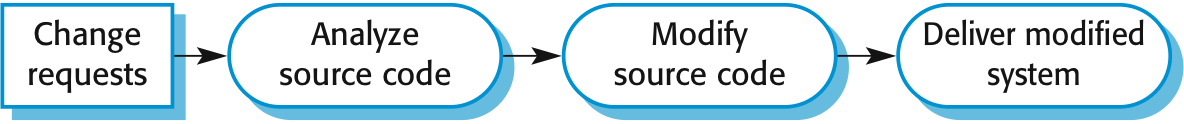 Change
requests
Analyze
source code
Modify
source code
Deliver modified
system